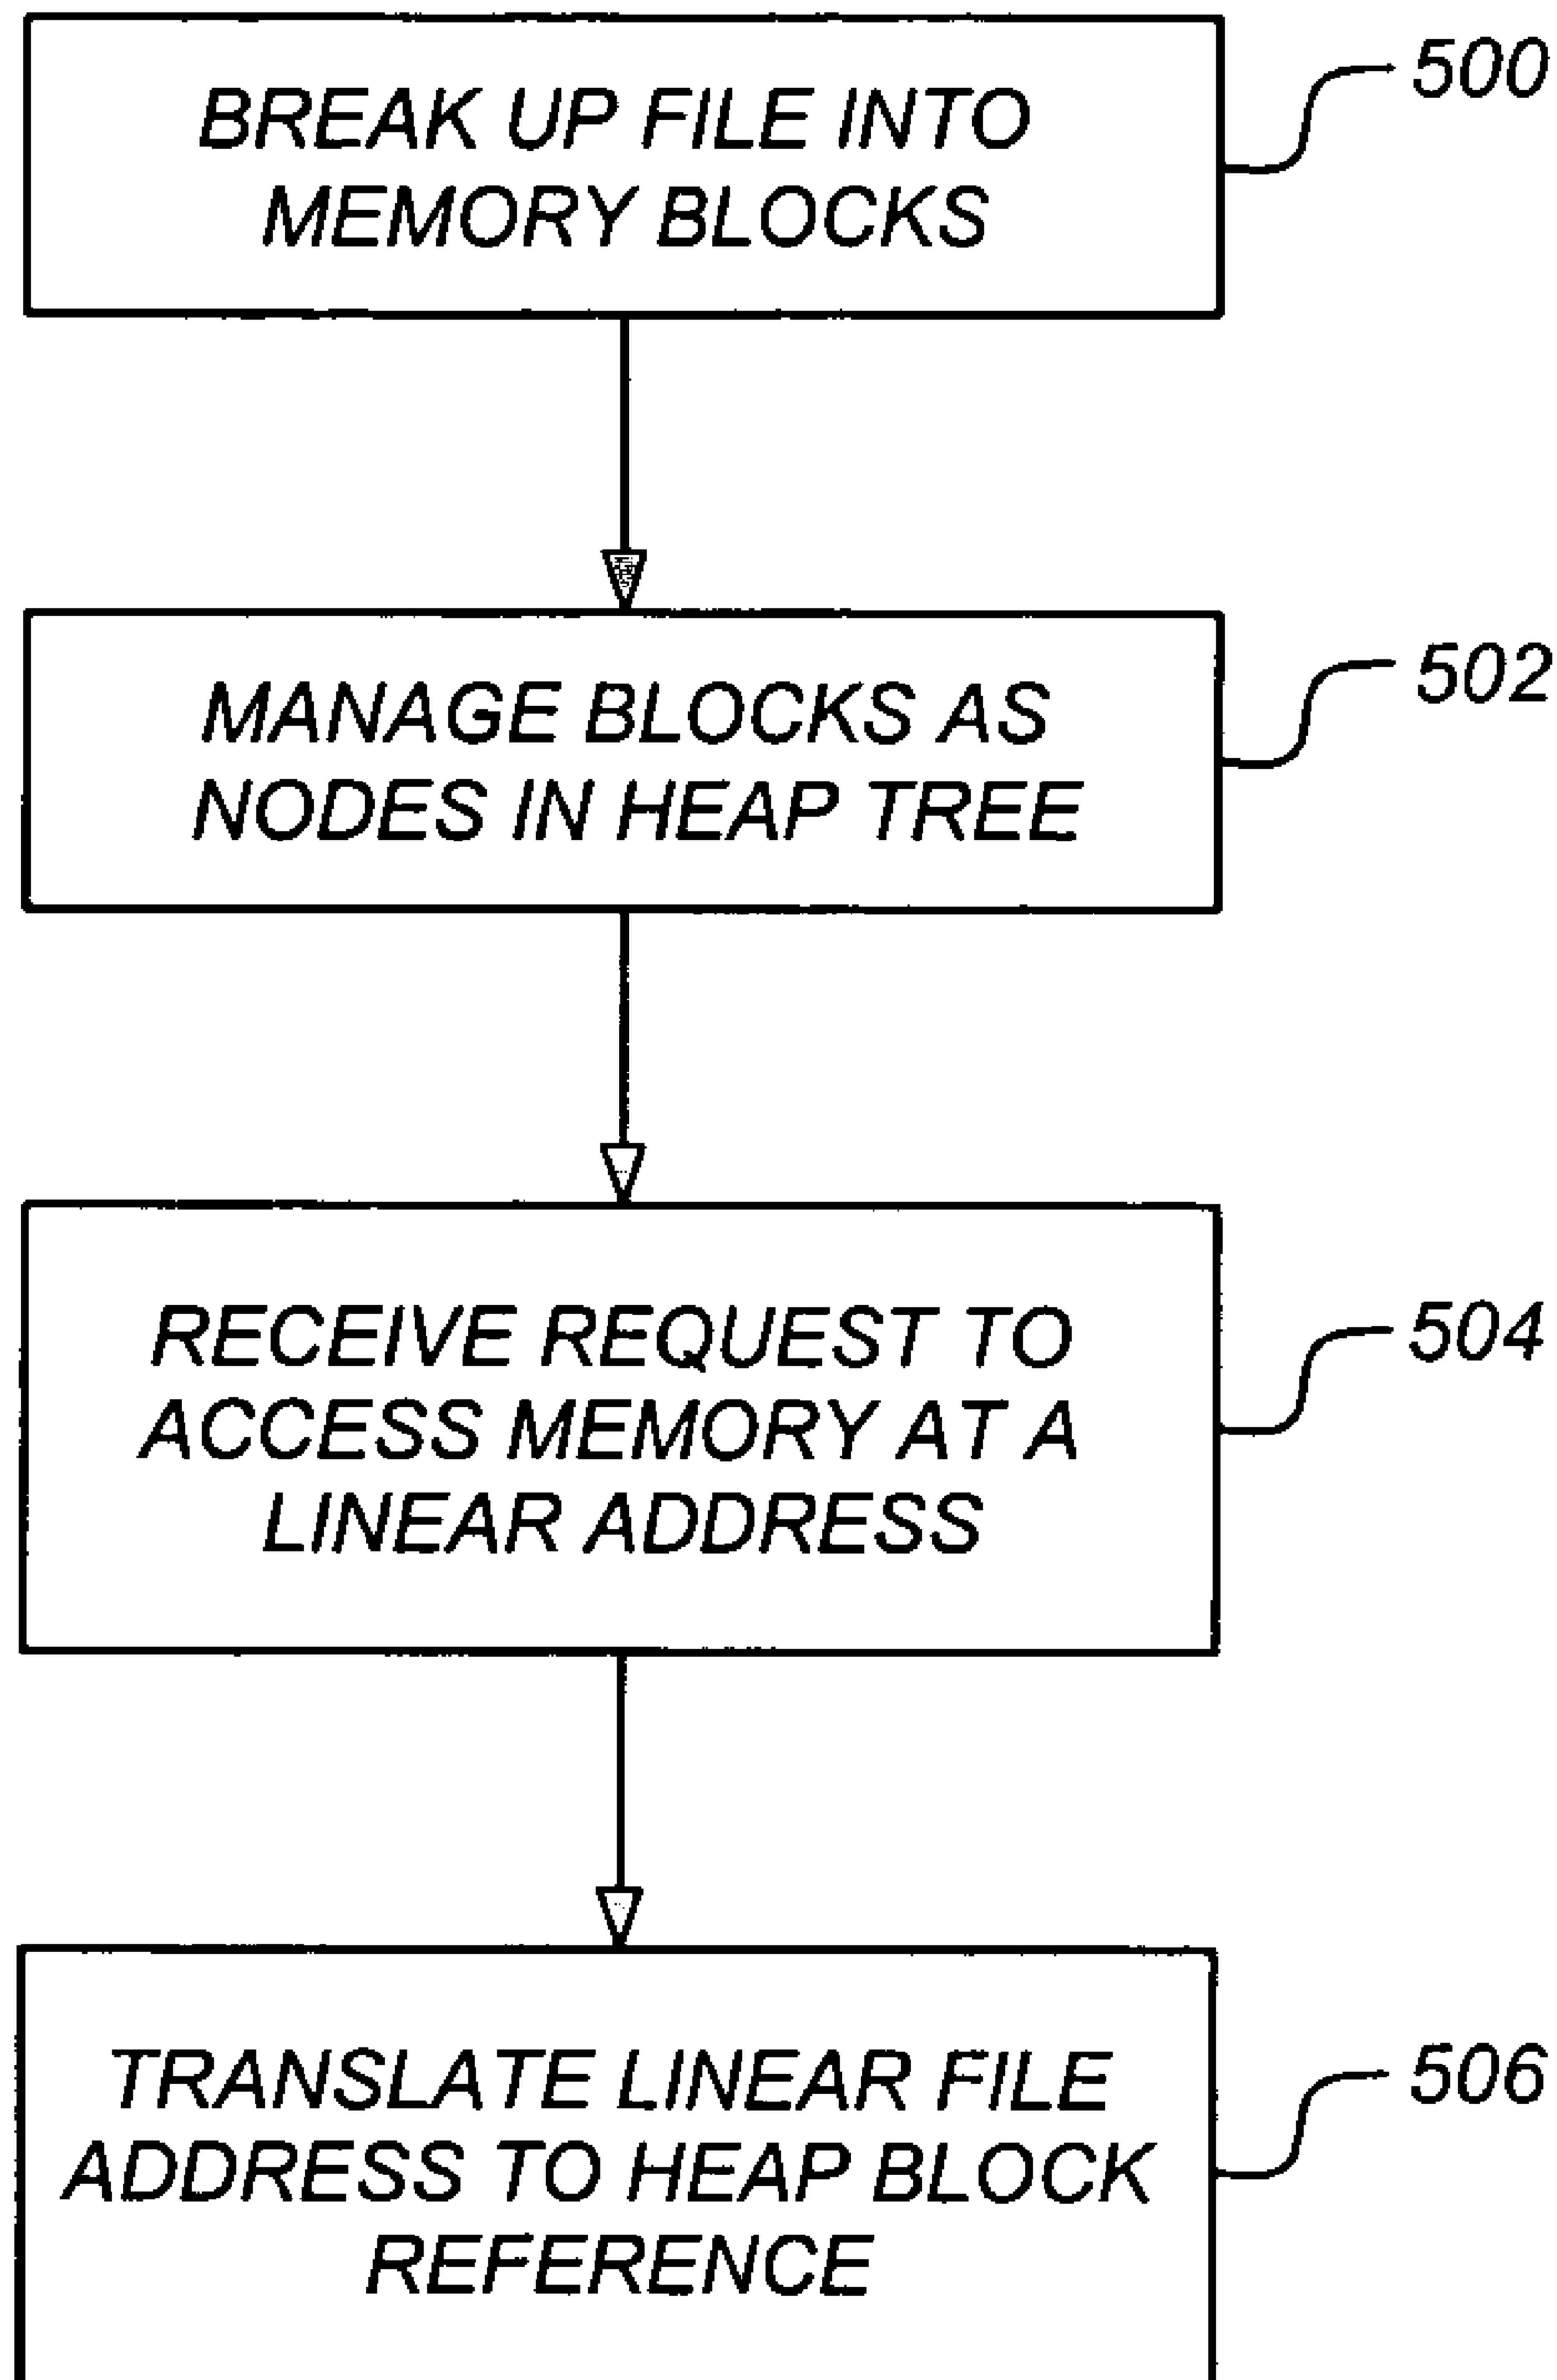 BREAK UP FILE INTO
MEMORY BLOCKS
500
MANAGE BLOCKS AS
NODES IN HEAP TREE
502
RECEIVE REQUEST TO
ACCESS MEMORY AT A
LINEAR ADDRESS
504
TRANSLATE LINEAR FILE
ADDRESS TO HEAP BLOCK
REFERENCE
506